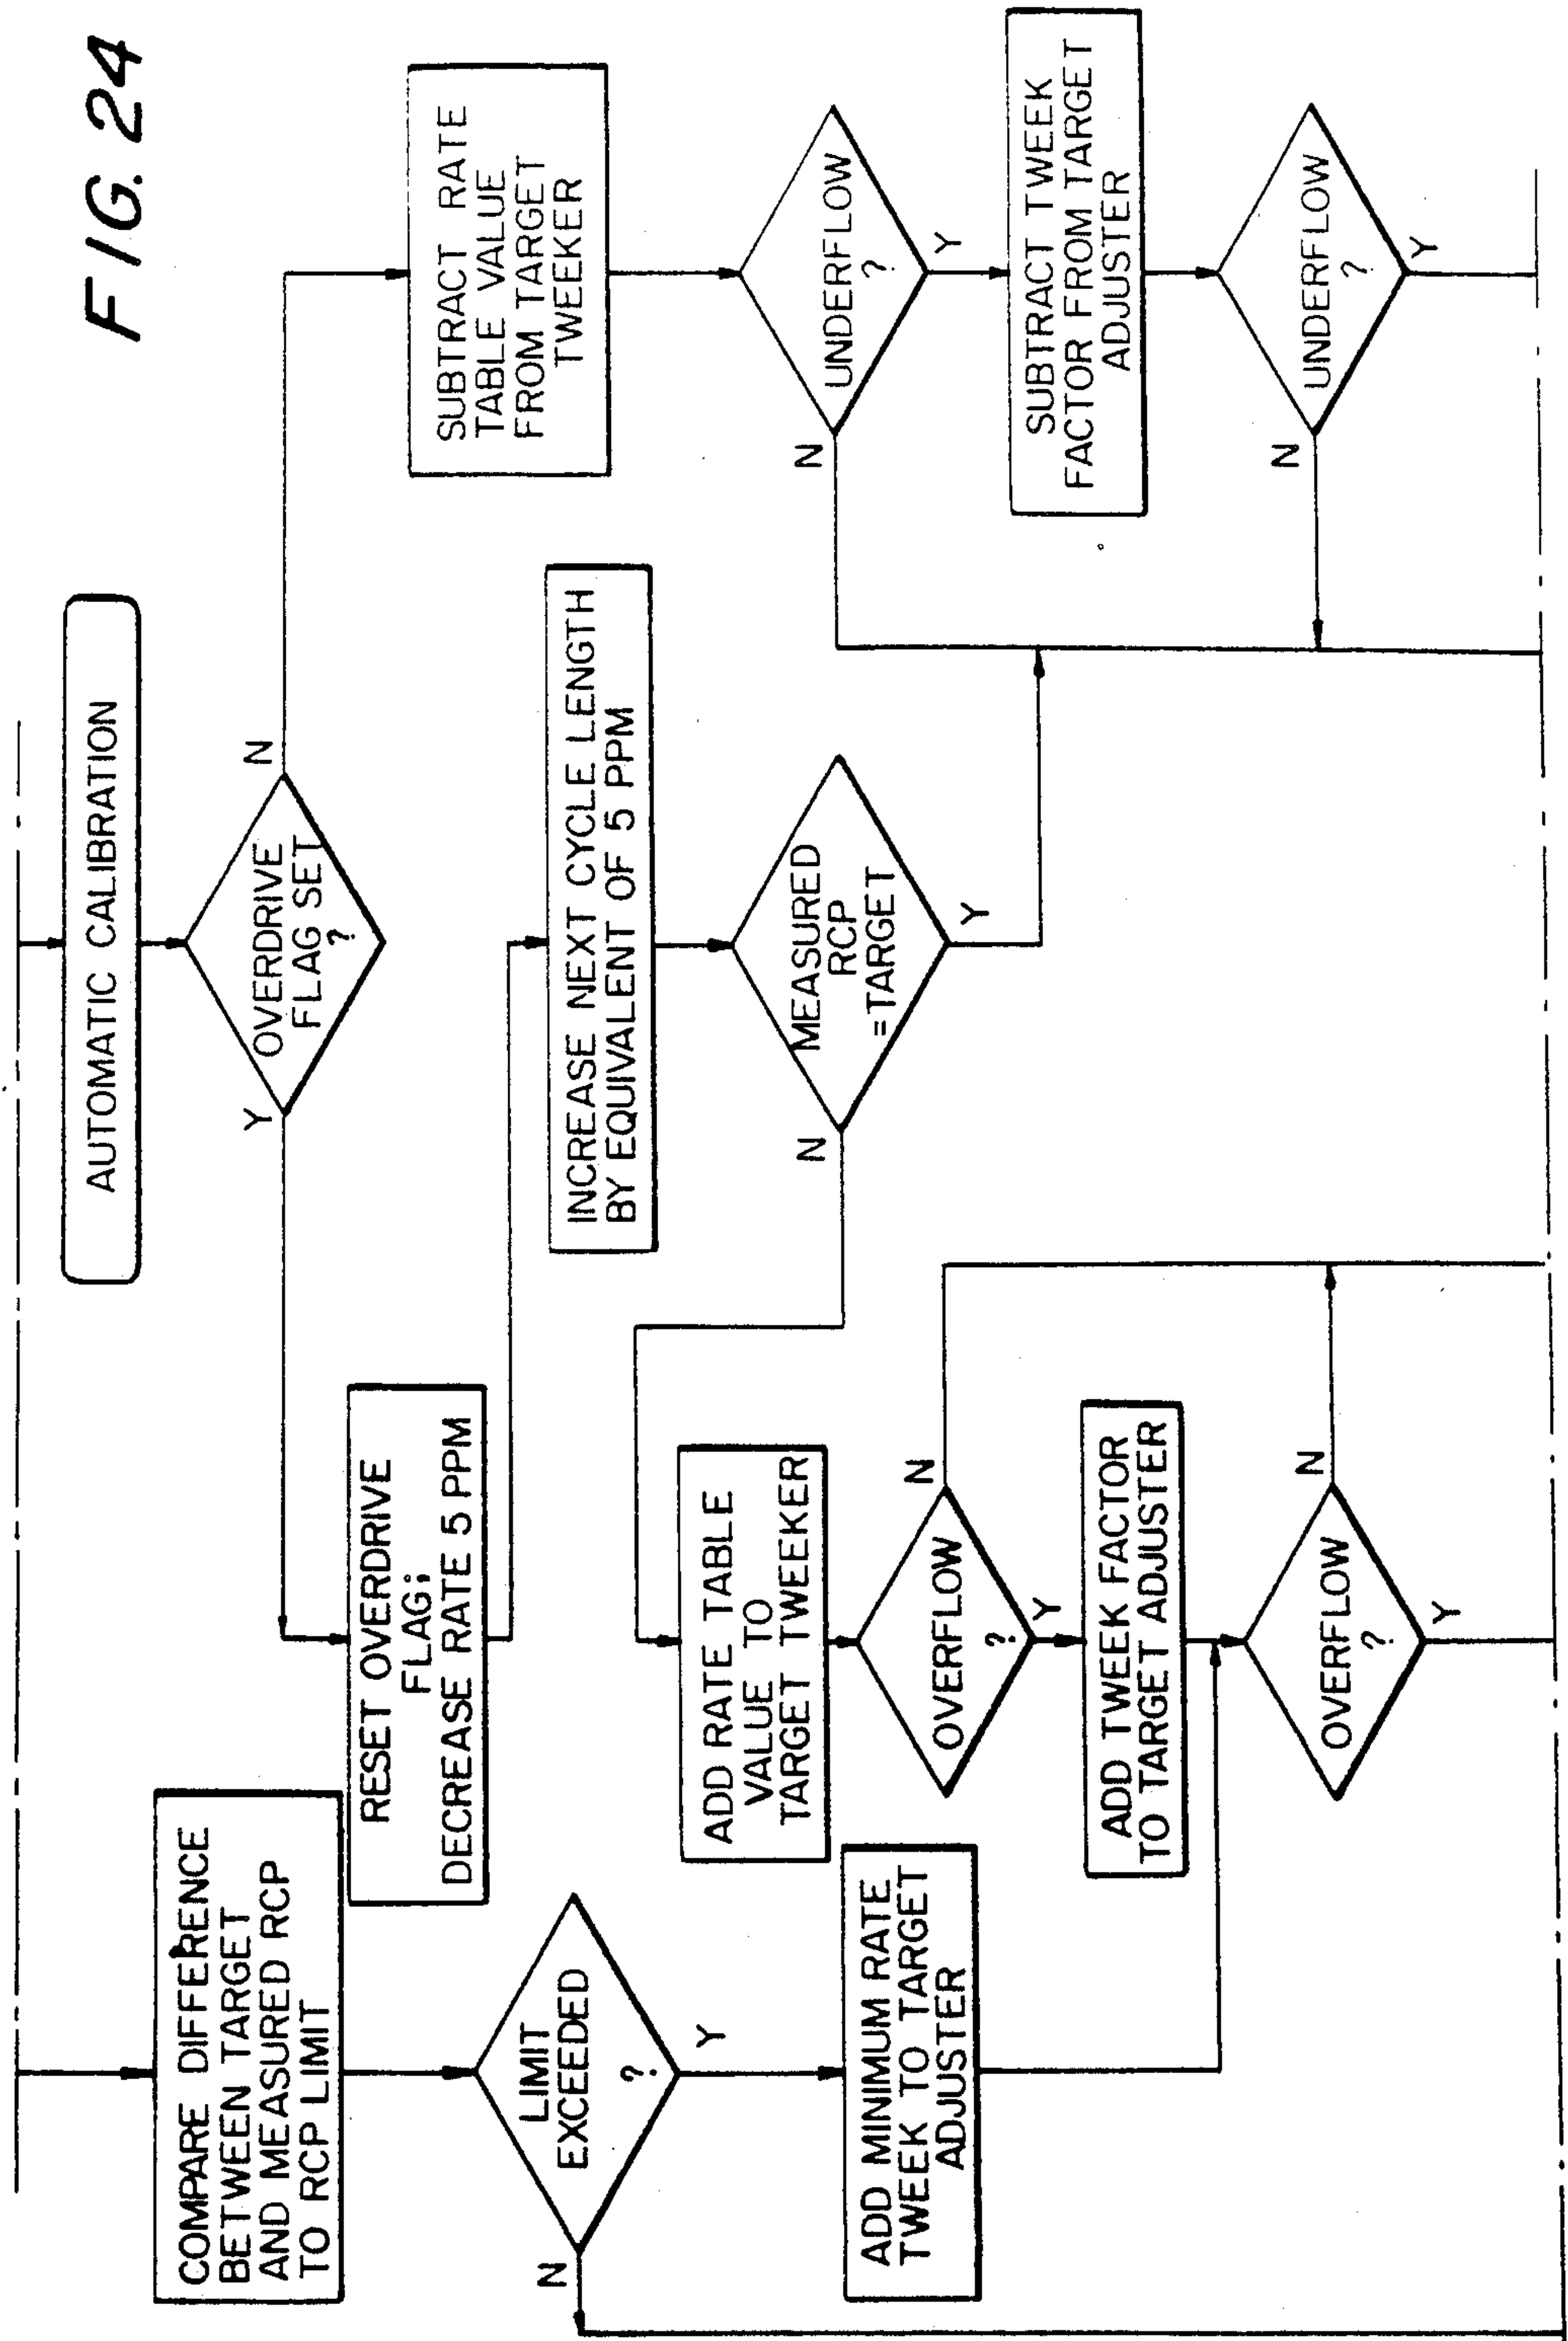 FIG. 24
AUTOMATIC CALIBRATION
OVERDRIVE
FLAG SET
?
Y
N
COMPARE DIFFERENCE
BETWEEN TARGET
AND MEASURED RCP
TO RCP LIMIT
LIMIT
EXCEEDED
?
N
Y
ADD MINIMUM RATE
TWEEK TO TARGET
ADJUSTER
RESET OVERDRIVE
FLAG;
DECREASE RATE 5 PPM
INCREASE NEXT CYCLE LENGTH
BY EQUIVALENT OF 5 PPM
MEASURED
RCP
=TARGET
N
Y
ADD RATE TABLE
VALUE TO
TARGET TWEEKER
OVERFLOW
?
N
Y
ADD TWEEK FACTOR
TO TARGET ADJUSTER
OVERFLOW
?
N
Y
SUBTRACT RATE
TABLE VALUE
FROM TARGET
TWEEKER
UNDERFLOW
?
N
Y
SUBTRACT TWEEK
FACTOR FROM TARGET
ADJUSTER
UNDERFLOW
?
N
Y